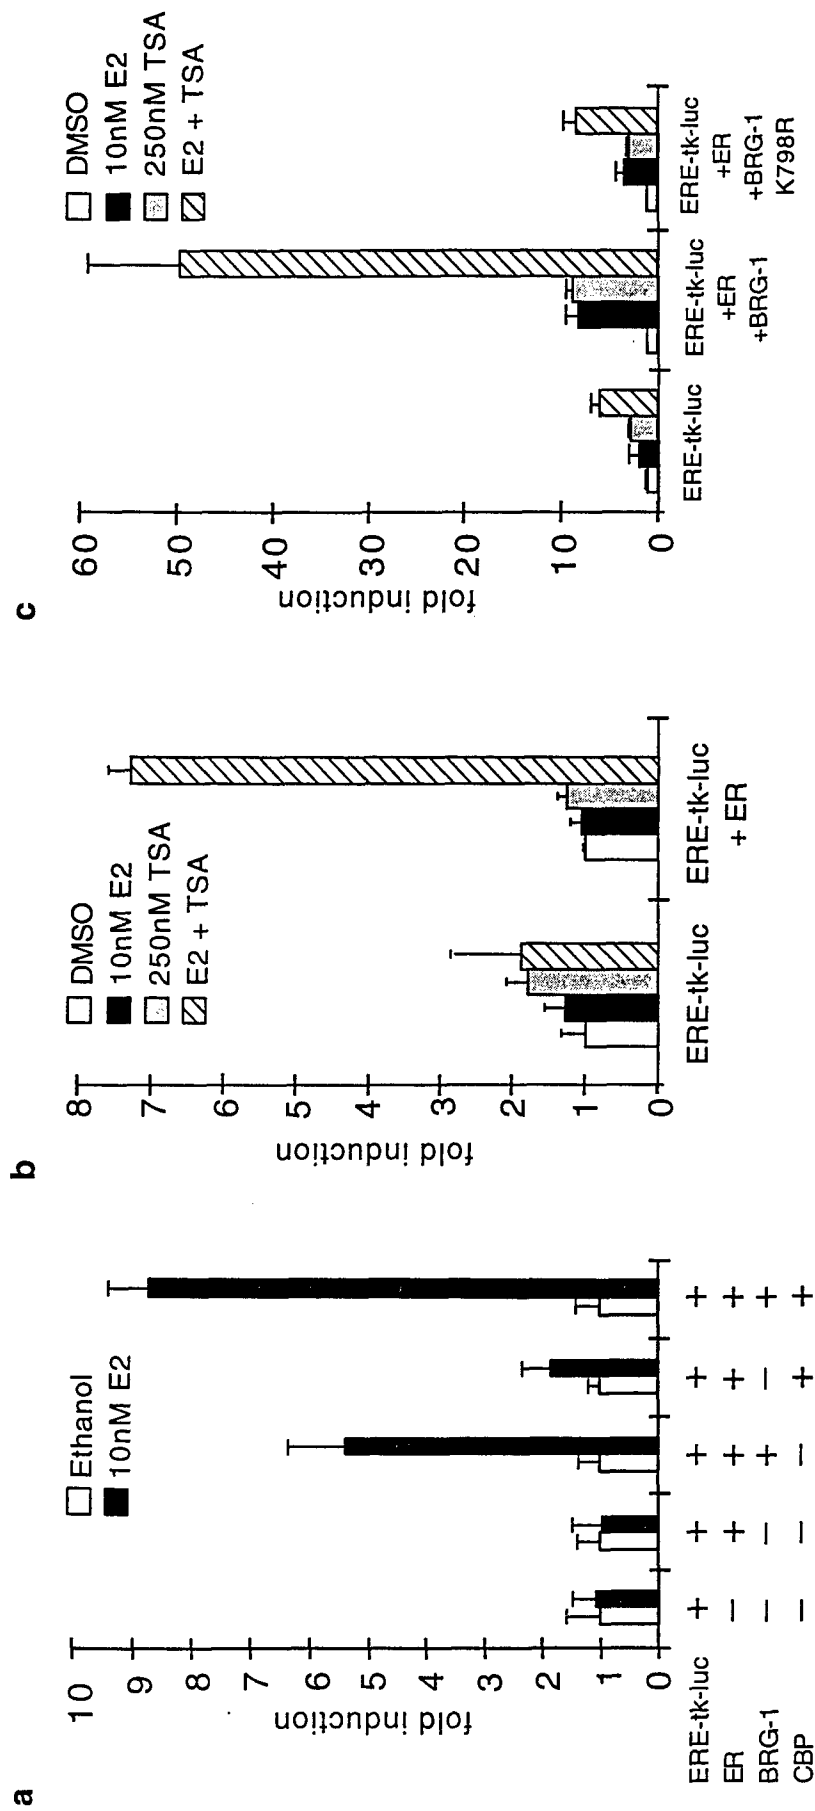 a
fold induction
10
9
8
7
6
5
4
3
2
1
0
Ethanol
10nM E2
ERE-tk-luc + + + + +
ER − + + + +
BRG-1 − − + − +
CBP − − − + +
b
fold induction
8
7
6
5
4
3
2
1
0
DMSO
10nM E2
250nM TSA
E2 + TSA
ERE-tk-luc
ERE-tk-luc
+ ER
c
fold induction
60
50
40
30
20
10
0
DMSO
10nM E2
250nM TSA
E2 + TSA
ERE-tk-luc
ERE-tk-luc
+ER
+BRG-1
ERE-tk-luc
+ER
+BRG-1
K798R